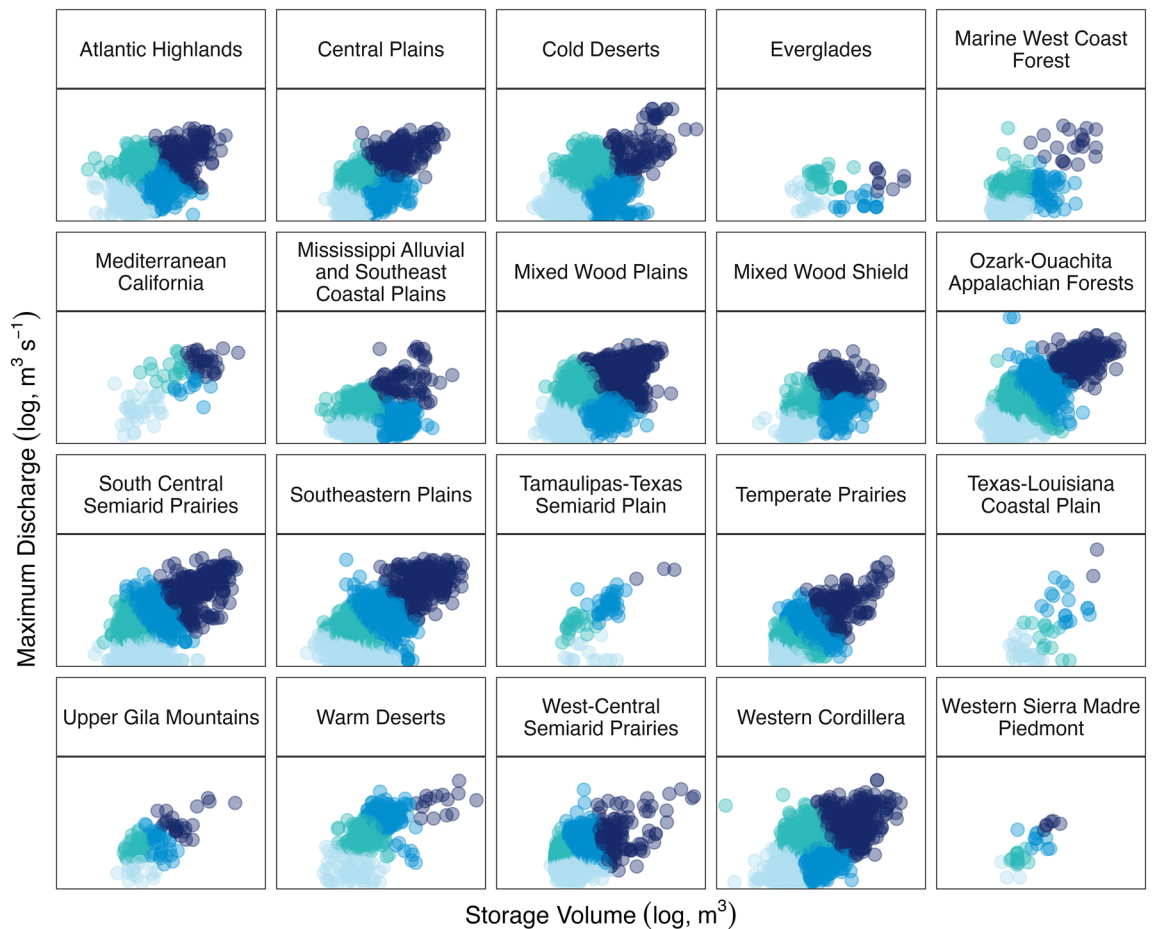 Atlantic Highlands
Central Plains
Cold Deserts
Everglades
Marine West Coast
Forest
Mediterranean
California
Mississippi Alluvial
and Southeast
Coastal Plains
Mixed Wood Plains
Mixed Wood Shield
Ozark-Ouachita
Appalachian Forests
South Central
Semiarid Prairies
Southeastern Plains
Tamaulipas-Texas
Semiarid Plain
Temperate Prairies
Texas-Louisiana
Coastal Plain
Upper Gila Mountains
Warm Deserts
West-Central
Semiarid Prairies
Western Cordillera
Western Sierra Madre
Piedmont
Maximum Discharge (log, m³ s⁻¹)
Storage Volume (log, m³)